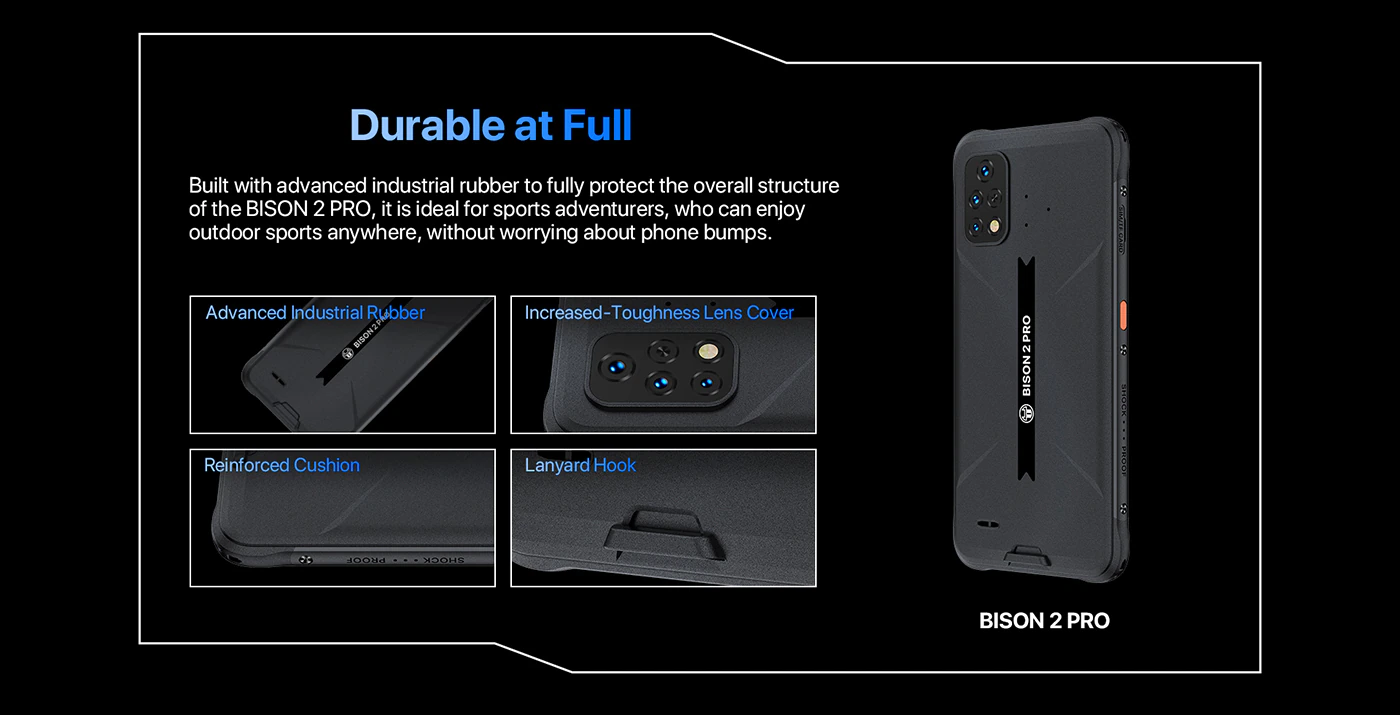 Durable at Full
Built with advanced industrial rubber to fully protect the overall structure
of the BISON 2 PRO, it is ideal for sports adventurers, who can enjoy
outdoor sports anywhere, without worrying about phone bumps.
Advanced Industrial Rubber
BISON 2 PRO
Increased-Toughness Lens Cover
Reinforced Cushion
SHOCK • • • • PROOF
Lanyard Hook
BISON 2 PRO
SHOCK • • • • PROOF
BISON 2 PRO